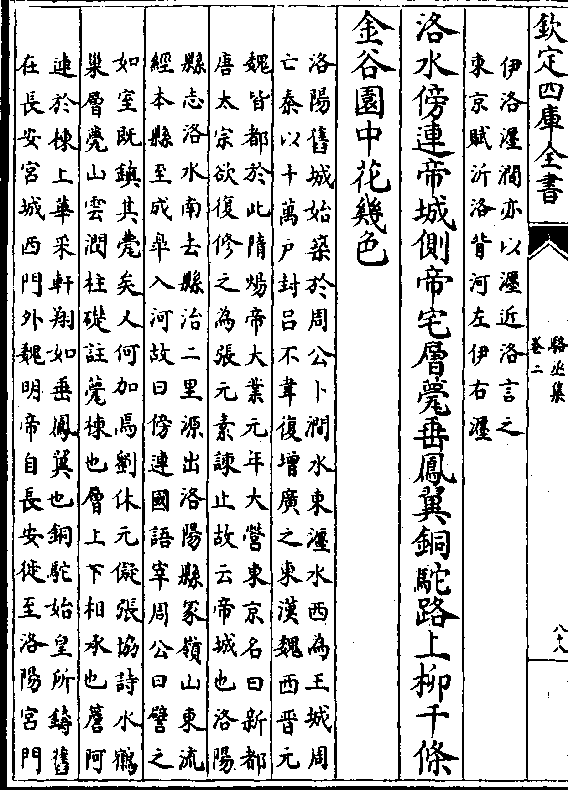 欽定四庫全書
駱丞集
卷二
八十八
伊洛瀍澗亦以瀍近洛言之
東京賦泝洛背河左伊右瀍
洛水傍連帝城側帝宅層甍垂鳳翼銅駝路上柳千條
金谷園中花幾色
洛陽舊城始築於周公卜澗水東瀍水西為王城周
亡秦以十萬戶封呂不韋復增廣之東漢魏西晉元
魏皆都於此隋煬帝大業元年大營東京名曰新都
唐太宗欲復修之為張元素諫止故云帝城也洛陽
縣志洛水南去縣治二里源出洛陽縣冢嶺山東流
經本縣至成臯入河故曰傍連國語宰周公曰譬之
如室既鎮其甍矣又何加焉劉休元儗張協詩水鸛
巢層甍山雲潤柱礎註甍棟也層上下相承也簷阿
連於棟上華采軒翔如垂鳳翼也銅駝始皇所鑄舊
在長安宮城西門外魏明帝自長安徙至洛陽宮門